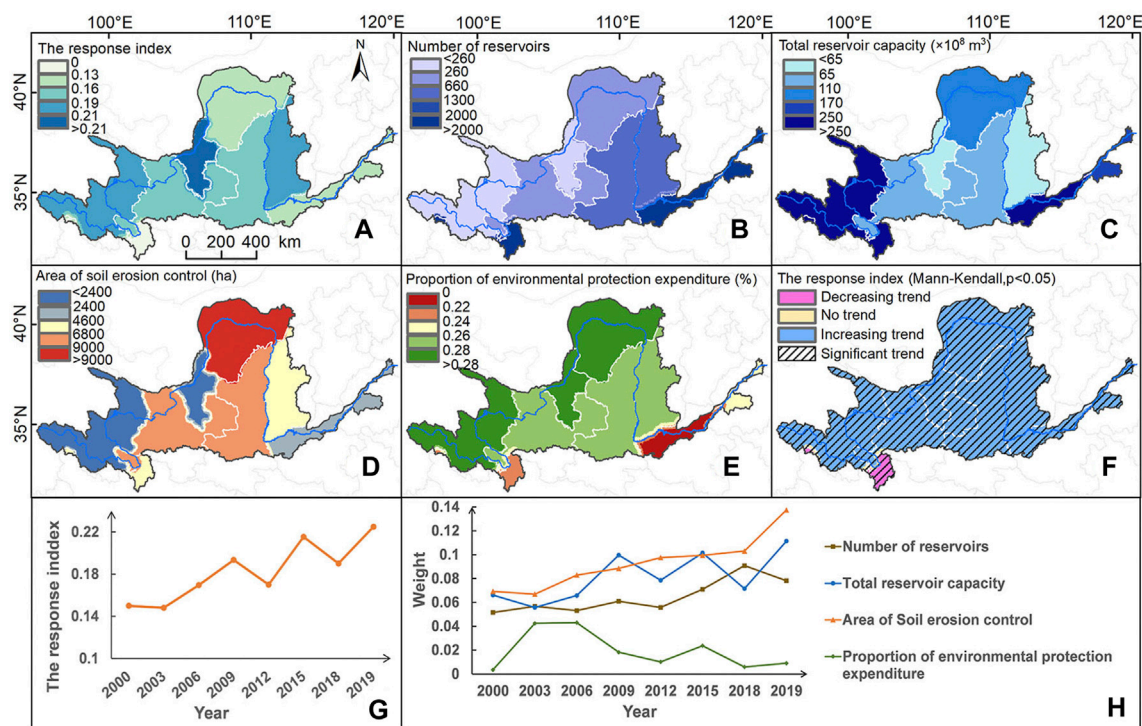 100°E 110°E 120°E 100°E 110°E 120°E
40°N
35°N
The response index
0
0.13
0.16
0.19
0.21
>0.21
N
0 200 400 km
A
Number of reservoirs
<260
260
660
1300
2000
>2000
B
Total reservoir capacity (×10⁸ m³)
<65
65
110
170
250
>250
C
40°N
35°N
Area of soil erosion control (ha)
<2400
2400
4600
6800
9000
>9000
D
Proportion of environmental protection expenditure (%)
0
0.22
0.24
0.26
0.28
>0.28
E
The response index (Mann-Kendall,p<0.05)
Decreasing trend
No trend
Increasing trend
Significant trend
F
The response inddex
0.22
0.18
0.14
0.1
2000 2003 2006 2009 2012 2015 2018 2019
Year
G
Weight
0.14
0.12
0.1
0.08
0.06
0.04
0.02
0
2000 2003 2006 2009 2012 2015 2018 2019
Year
Number of reservoirs
Total reservoir capacity
Area of Soil erosion control
Proportion of environmental protection
expenditure
H